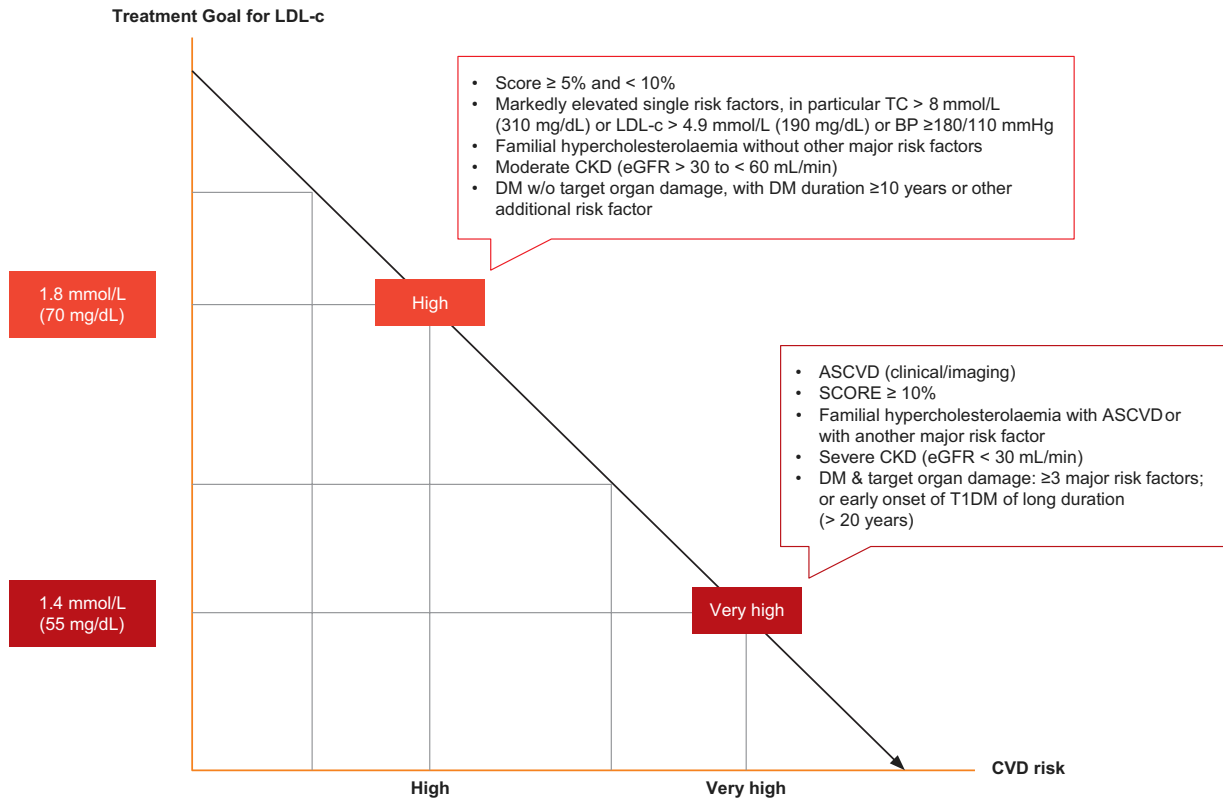 Treatment Goal for LDL-c
• Score ≥ 5% and < 10%
• Markedly elevated single risk factors, in particular TC > 8 mmol/L
(310 mg/dL) or LDL-c > 4.9 mmol/L (190 mg/dL) or BP ≥180/110 mmHg
• Familial hypercholesterolaemia without other major risk factors
• Moderate CKD (eGFR > 30 to < 60 mL/min)
• DM w/o target organ damage, with DM duration ≥10 years or other
additional risk factor
1.8 mmol/L
(70 mg/dL)
High
• ASCVD (clinical/imaging)
• SCORE ≥ 10%
• Familial hypercholesterolaemia with ASCVD or
with another major risk factor
• Severe CKD (eGFR < 30 mL/min)
• DM & target organ damage: ≥3 major risk factors;
or early onset of T1DM of long duration
(> 20 years)
1.4 mmol/L
(55 mg/dL)
Very high
CVD risk
High
Very high